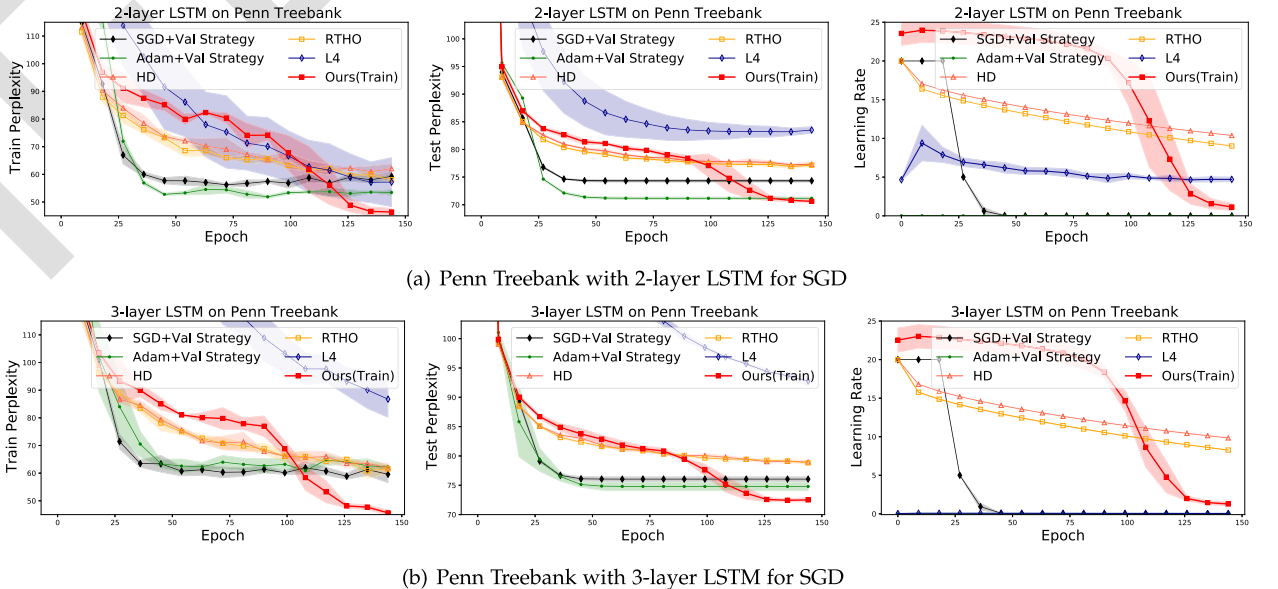 2-layer LSTM on Penn Treebank
110
100
90
80
70
60
50
0
25
50
75
100
125
150
Train Perplexity
Epoch
SGD+Val Strategy
Adam+Val Strategy
HD
RTHO
L4
Ours(Train)
2-layer LSTM on Penn Treebank
100
95
90
85
80
75
70
0
25
50
75
100
125
150
Test Perplexity
Epoch
SGD+Val Strategy
Adam+Val Strategy
HD
RTHO
L4
Ours(Train)
2-layer LSTM on Penn Treebank
25
20
15
10
5
0
0
25
50
75
100
125
150
Learning Rate
Epoch
SGD+Val Strategy
Adam+Val Strategy
HD
RTHO
L4
Ours(Train)
(a) Penn Treebank with 2-layer LSTM for SGD
3-layer LSTM on Penn Treebank
110
100
90
80
70
60
50
0
25
50
75
100
125
150
Train Perplexity
Epoch
SGD+Val Strategy
Adam+Val Strategy
HD
RTHO
L4
Ours(Train)
3-layer LSTM on Penn Treebank
100
95
90
85
80
75
70
0
25
50
75
100
125
150
Test Perplexity
Epoch
SGD+Val Strategy
Adam+Val Strategy
HD
RTHO
L4
Ours(Train)
3-layer LSTM on Penn Treebank
25
20
15
10
5
0
0
25
50
75
100
125
150
Learning Rate
Epoch
SGD+Val Strategy
Adam+Val Strategy
HD
RTHO
L4
Ours(Train)
(b) Penn Treebank with 3-layer LSTM for SGD